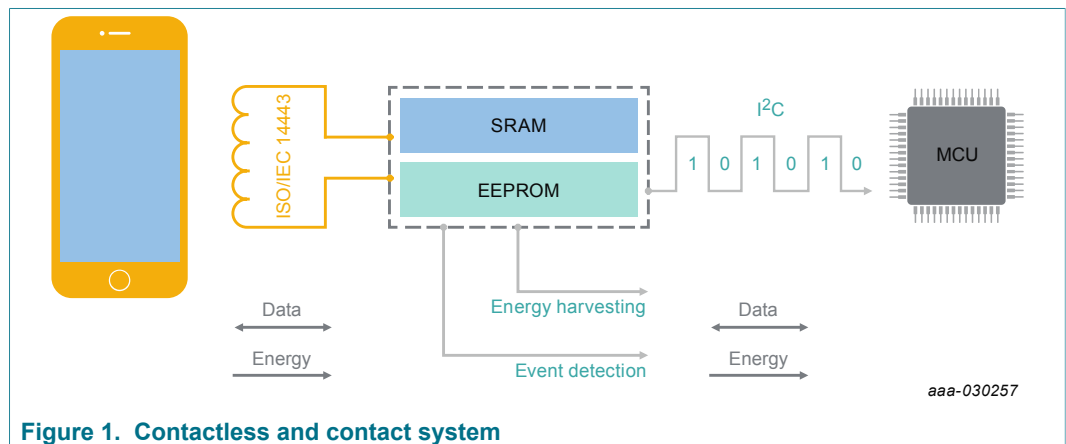 ISO/IEC 14443
SRAM
EEPROM
I²C
1 0 1 0 1 0
MCU
Energy harvesting
Event detection
Data
Energy
Data
Energy
aaa-030257
Figure 1. Contactless and contact system